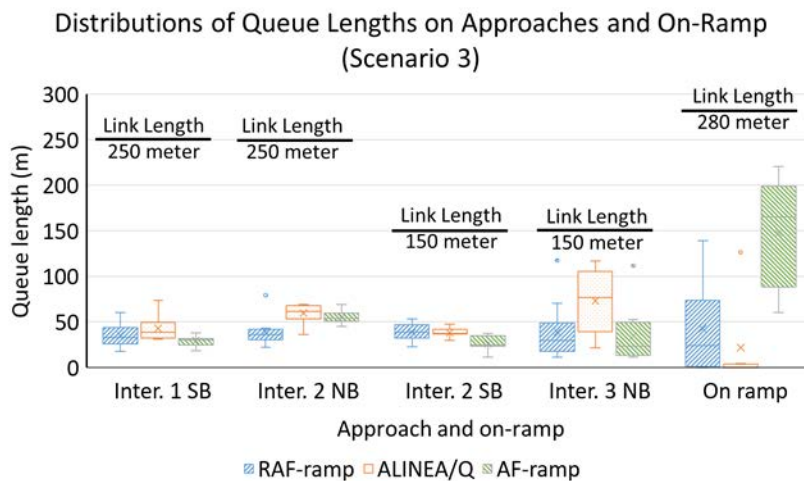 Distributions of Queue Lengths on Approaches and On-Ramp
(Scenario 3)
300
250
200
150
100
50
0
Queue length (m)
Link Length
250 meter
Link Length
250 meter
Link Length
150 meter
Link Length
150 meter
Link Length
280 meter
Inter. 1 SB
Inter. 2 NB
Inter. 2 SB
Inter. 3 NB
On ramp
Approach and on-ramp
RAF-ramp
ALINEA/Q
AF-ramp